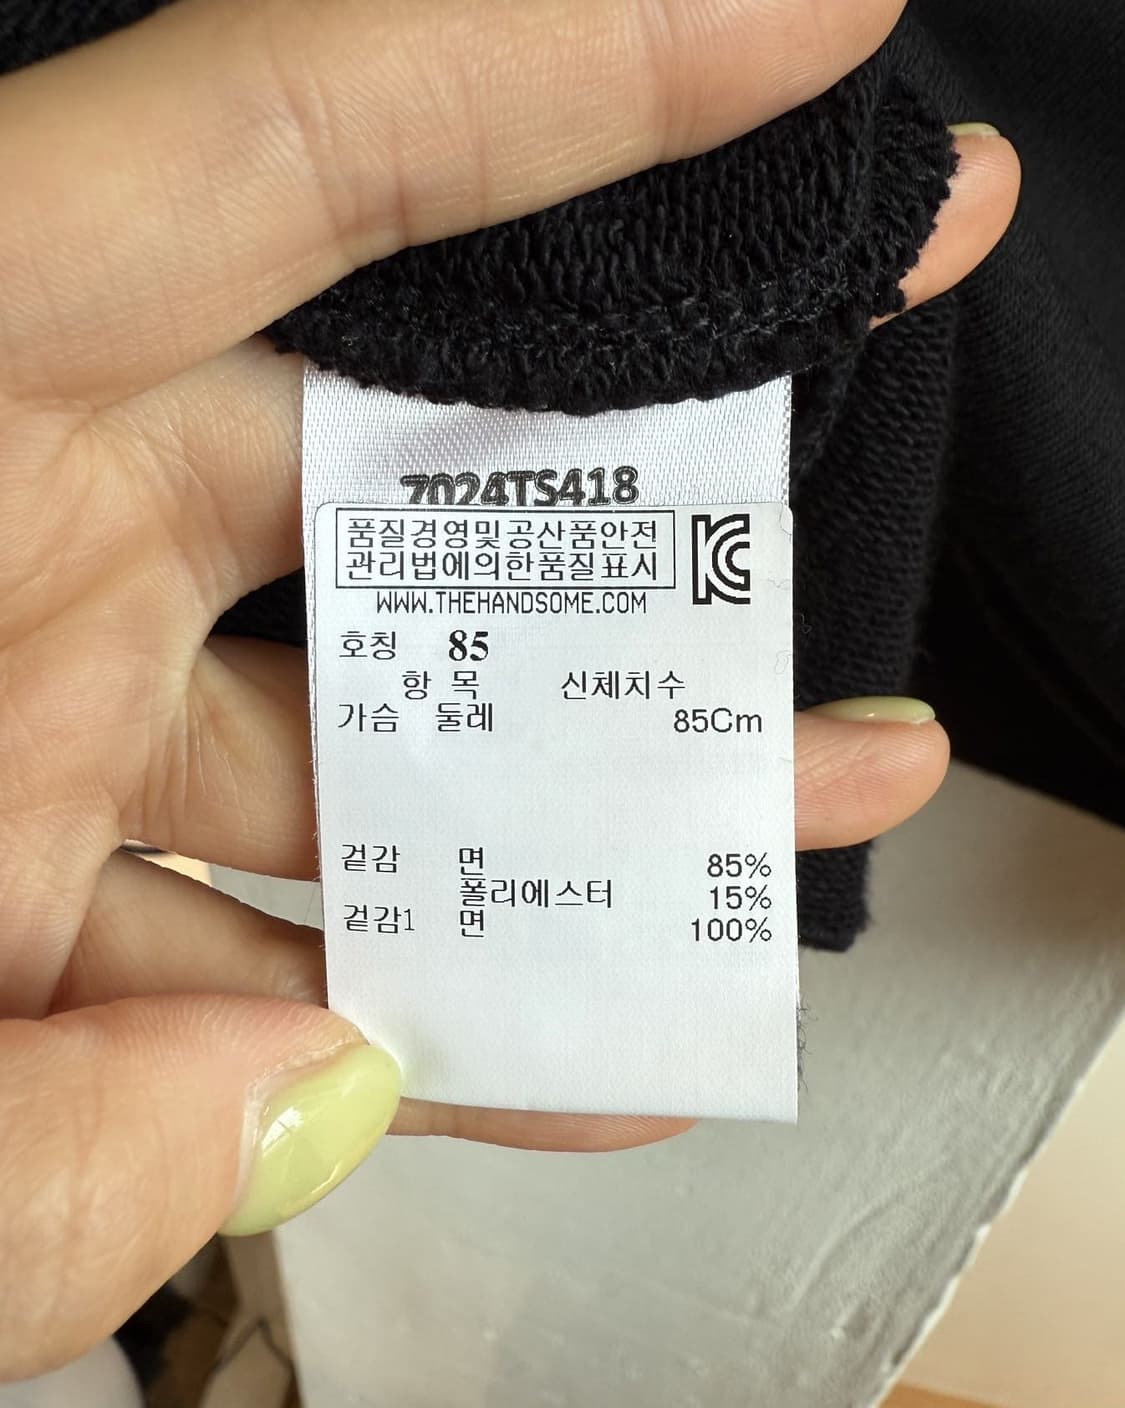 7024TS418
품질경영및공산품안전
관리법에의한품질표시
KC
WWW.THEHANDSOME.COM
호칭 85
항 목 신체치수
가슴 둘레 85Cm
겉감 면 85%
폴리에스터 15%
겉감1 면 100%